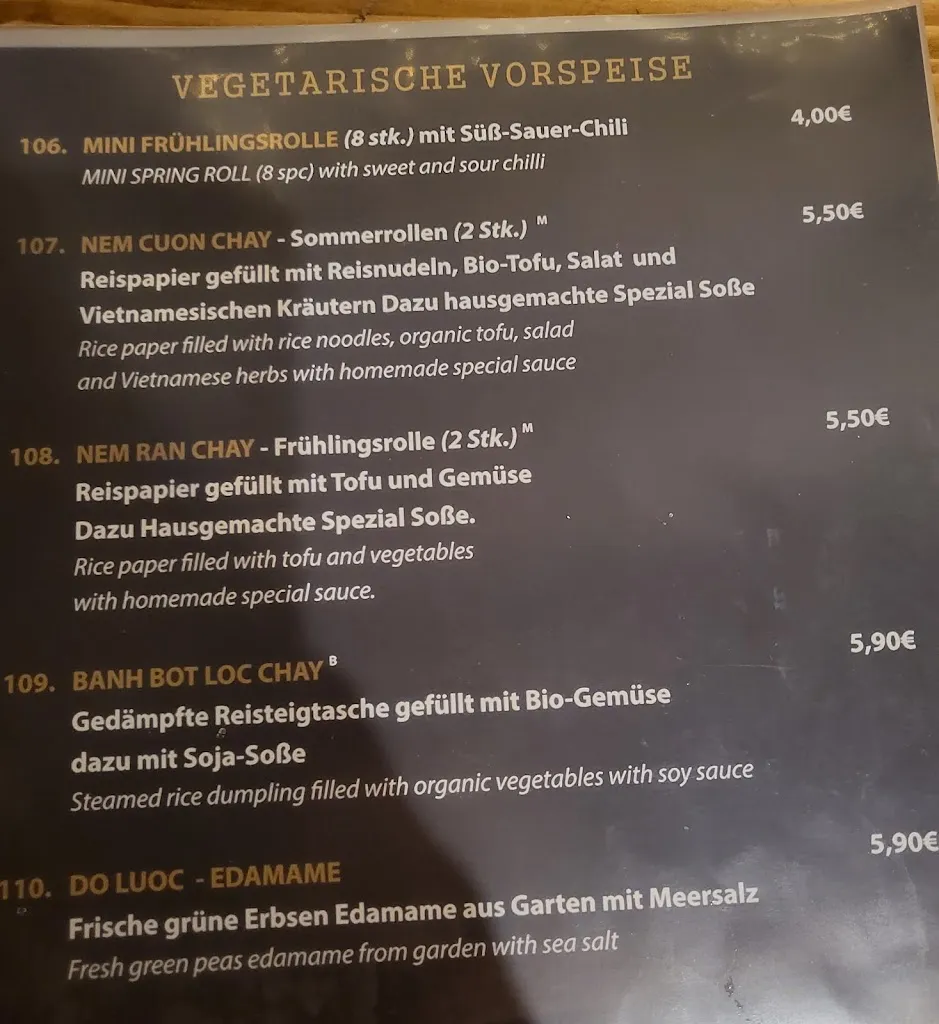 VEGETARISCHE VORSPEISE
106. MINI FRÜHLINGSROLLE (8 stk.) mit Süß-Sauer-Chili 4,00€
MINI SPRING ROLL (8 spc) with sweet and sour chilli
107. NEM CUON CHAY - Sommerrollen (2 Stk.) M 5,50€
Reispapier gefüllt mit Reisnudeln, Bio-Tofu, Salat und
Vietnamesischen Kräutern Dazu hausgemachte Spezial Soße
Rice paper filled with rice noodles, organic tofu, salad
and Vietnamese herbs with homemade special sauce
108. NEM RAN CHAY - Frühlingsrolle (2 Stk.) M 5,50€
Reispapier gefüllt mit Tofu und Gemüse
Dazu Hausgemachte Spezial Soße.
Rice paper filled with tofu and vegetables
with homemade special sauce.
109. BANH BOT LOC CHAY B 5,90€
Gedämpfte Reisteigtasche gefüllt mit Bio-Gemüse
dazu mit Soja-Soße
Steamed rice dumpling filled with organic vegetables with soy sauce
110. DO LUOC - EDAMAME 5,90€
Frische grüne Erbsen Edamame aus Garten mit Meersalz
Fresh green peas edamame from garden with sea salt